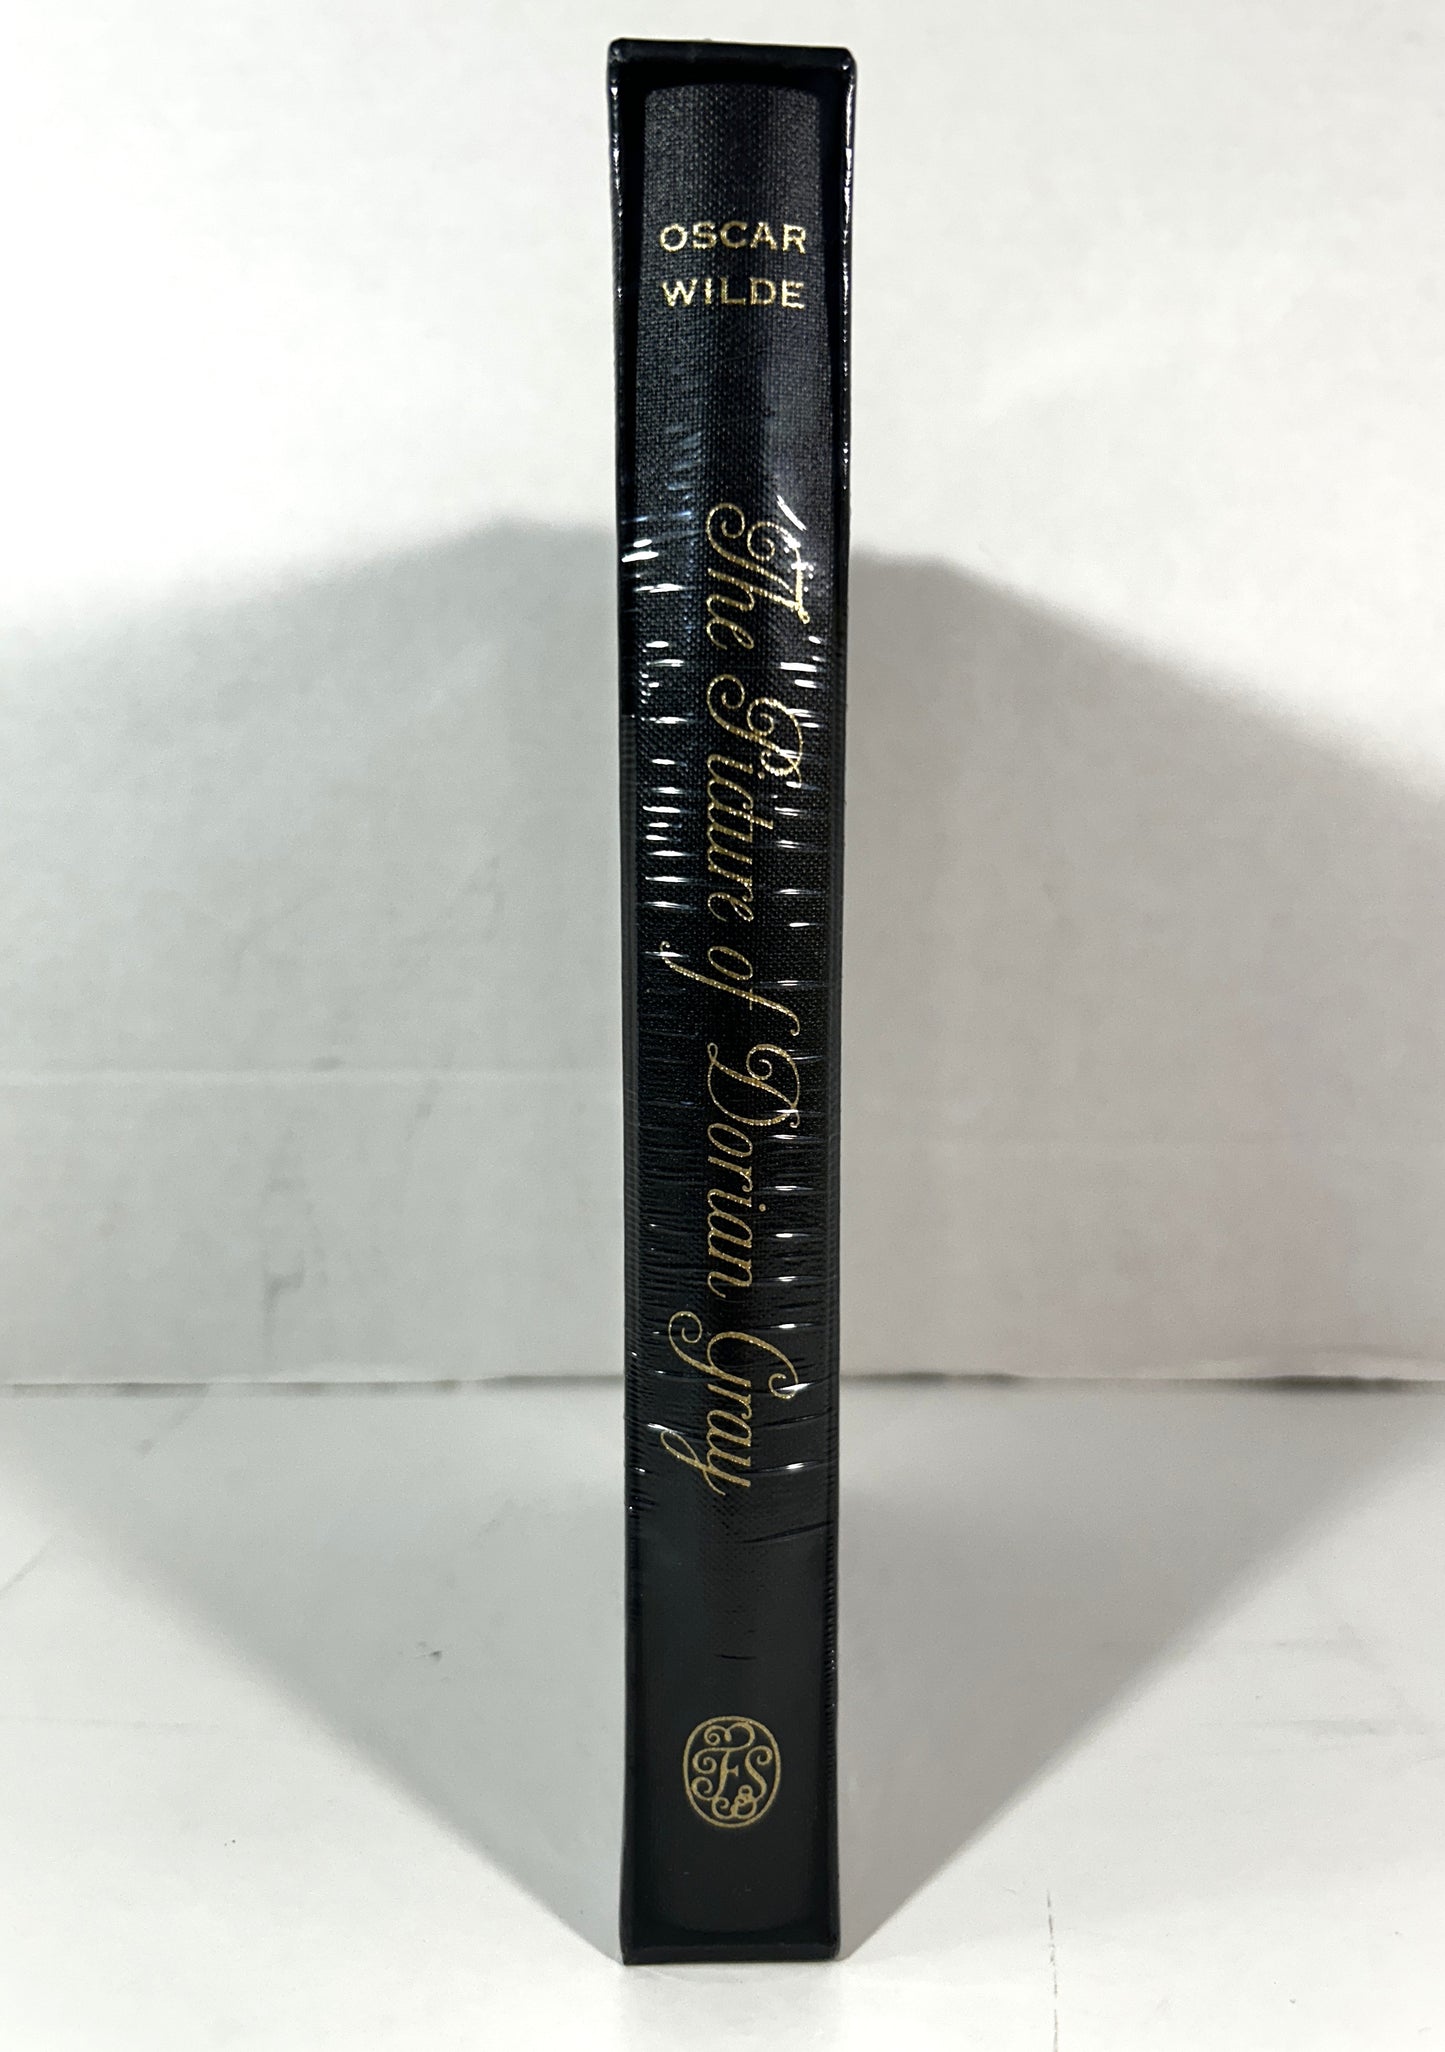 OSCAR
WILDE
The Picture of Dorian Gray
FS